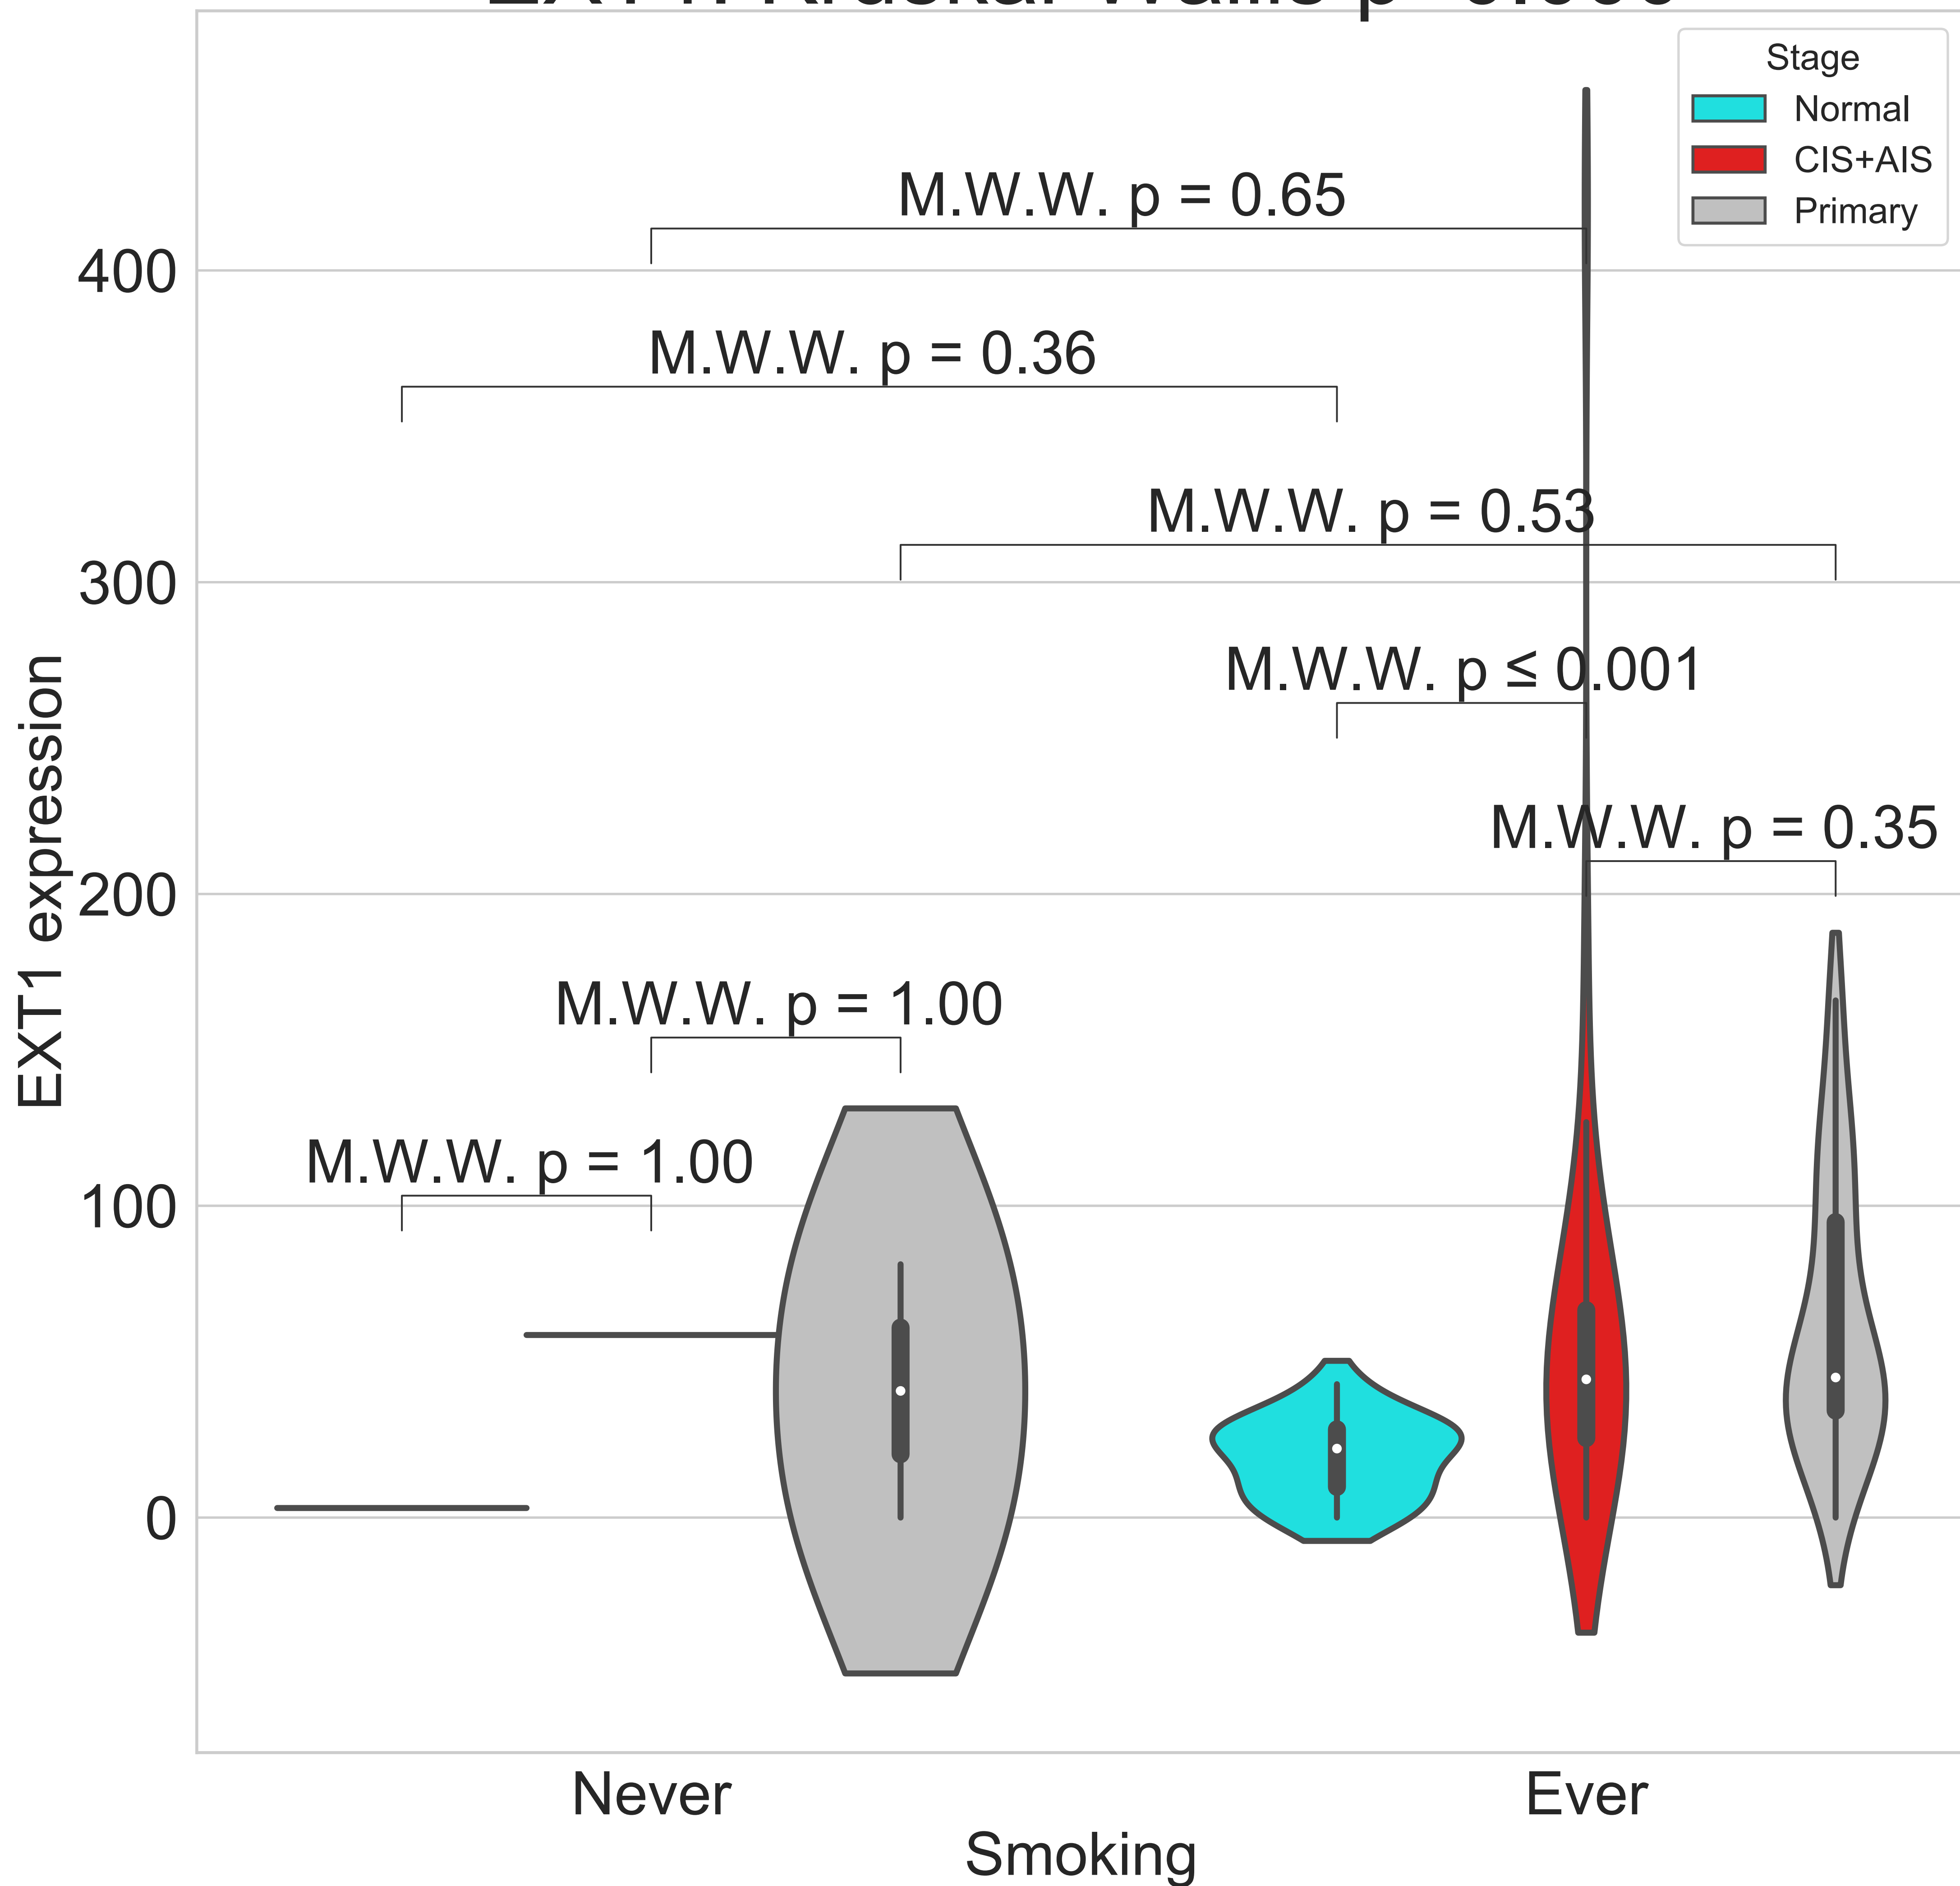 Stage
Normal
CIS+AIS
Primary
M.W.W. p = 0.65
400
M.W.W. p = 0.36
M.W.W. p = 0.53
300
M.W.W. p ≤ 0.001
M.W.W. p = 0.35
200
EXT1 expression
M.W.W. p = 1.00
M.W.W. p = 1.00
100
0
Never
Ever
Smoking